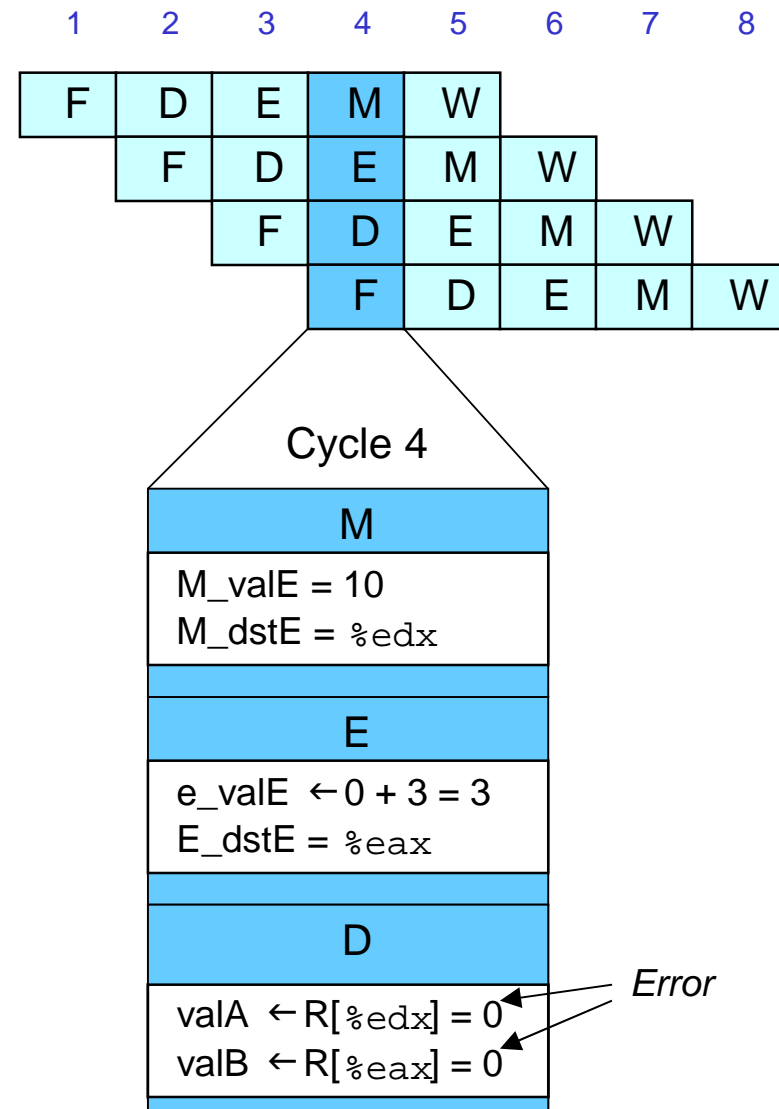 1 2 3 4 5 6 7 8
F D E M W
F D E M W
F D E M W
F D E M W
Cycle 4
M
M_valE = 10
M_dstE = %edx
E
e_valE ← 0 + 3 = 3
E_dstE = %eax
D
Error
valA ← R[%edx] = 0
valB ← R[%eax] = 0